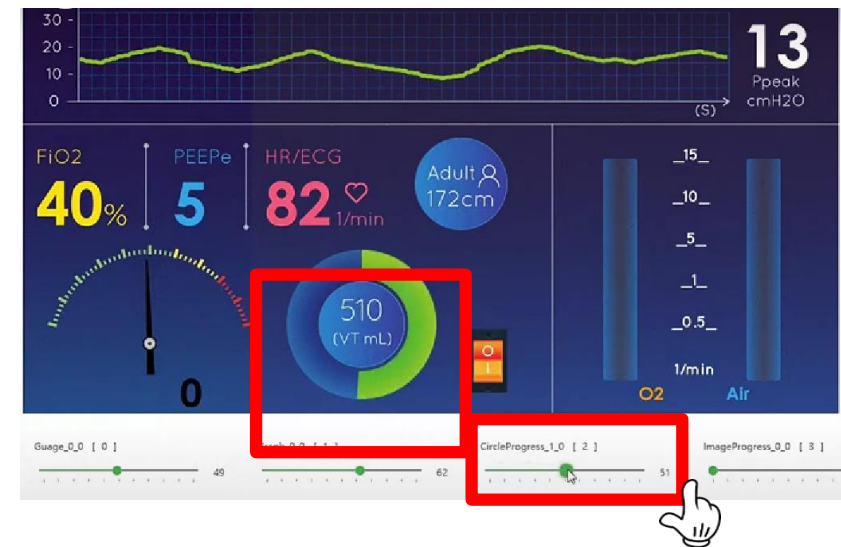 30
20
10
0
(S)
13
Ppeak
cmH2O
FiO2
40%
PEEPe
5
HR/ECG
82
1/min
Adult
172cm
_15_
_10_
_5_
_1_
_0.5_
1/min
O2
Air
510
(VT mL)
O
I
0
Guage_0_0 [ 0 ]
49
62
CircleProgress_1_0 [ 2 ]
51
ImageProgress_0_0 [ 3 ]